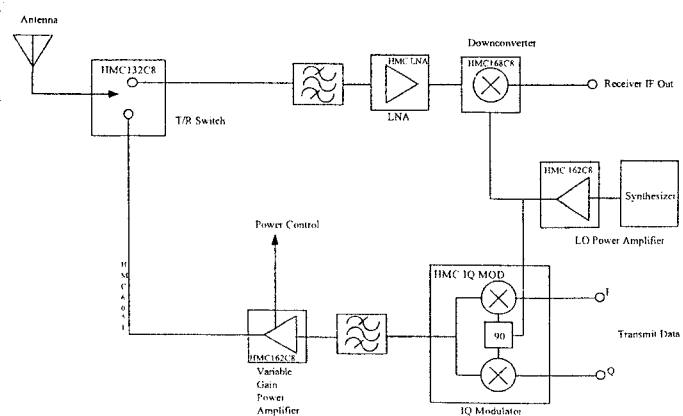 Antenna
HMC132C8
T/R Switch
HMC LNA
LNA
Downconverter
HMC168C8
Receiver IF Out
HMC 162C8
Synthesizer
LO Power Amplifier
Power Control
HMC162C8
Variable
Gain
Power
Amplifier
HMC IQ MOD
90
I
Q
Transmit Data
IQ Modulator